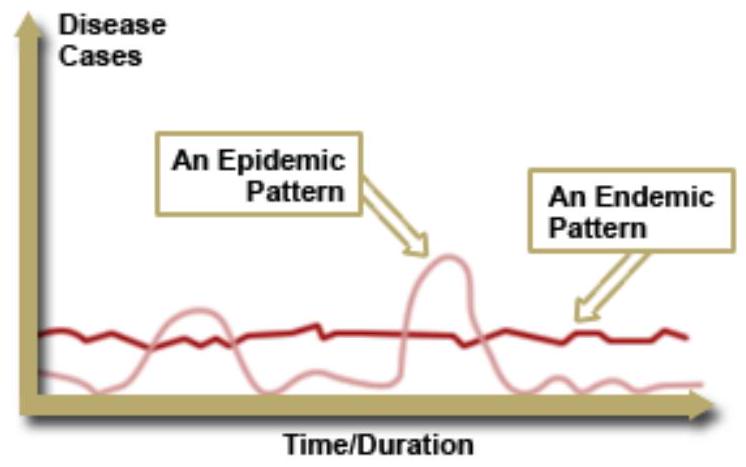 Disease
Cases
An Epidemic
Pattern
An Endemic
Pattern
Time/Duration